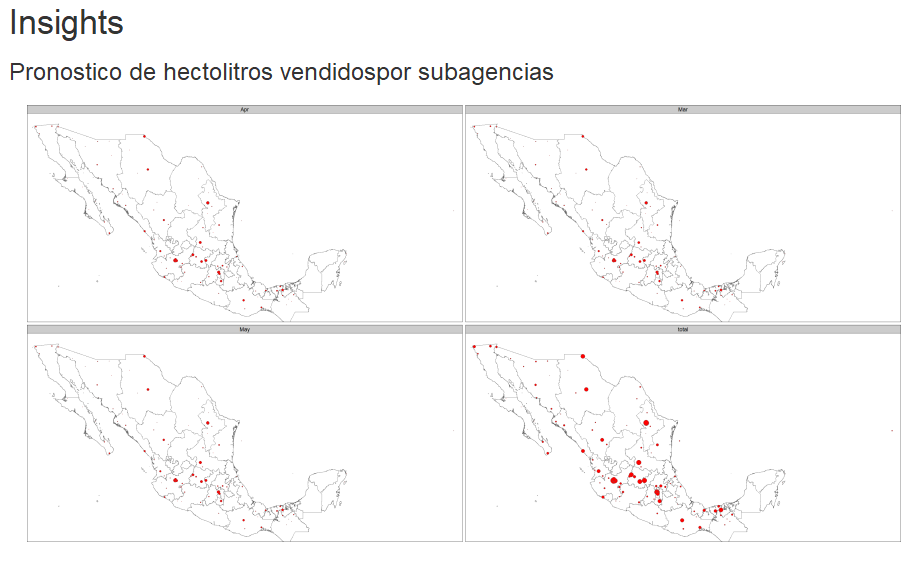 Insights
Pronostico de hectolitros vendidospor subagencias
Apr
Mar
May
total